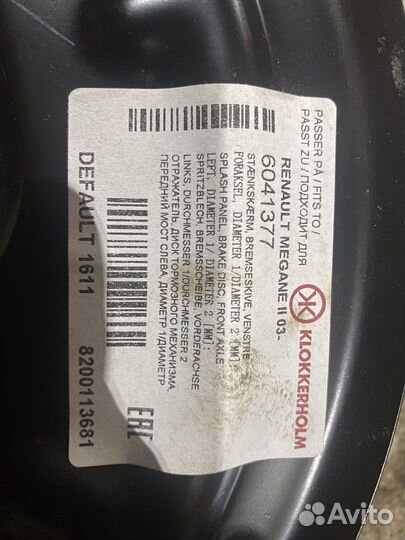 PASSER PÅ / FITS TO /
PASST ZU / ПОДХОДИТ ДЛЯ
KLOKKERHOLM
RENAULT MEGANE II 03-
6041377
STÆNKSKÆRM, BREMSESKIVE, VENSTRE
FORAKSEL, DIAMETER 1/DIAMETER 2 [MM]:
SPLASH PANEL, BRAKE DISC, FRONT AXLE
LEFT, DIAMETER 1/ DIAMETER 2 [MM]:
SPRITZBLECH, BREMSSCHEIBE, VORDERACHSE
LINKS, DURCHMESSER 1/DURCHMESSER 2
ОТРАЖАТЕЛЬ, ДИСК ТОРМОЗНОГО МЕХАНИЗМА
ПЕРЕДНИЙ МОСТ СЛЕВА ДИАМЕТР 1/ДИАМЕТР
EAC
DEFAULT 1611
8200113681
Avito